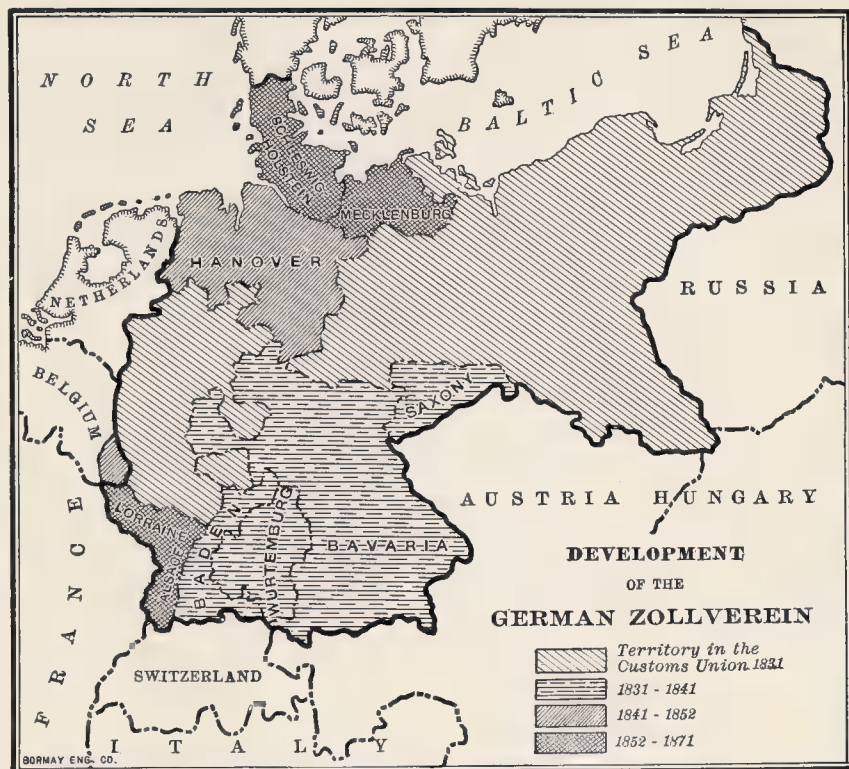 NORTH
SEA
BALTIC SEA
SCHLESWIG
HOLSTEIN
MECKLENBURG
HANOVER
NETHERLANDS
RUSSIA
BELGIUM
SAXONY
AUSTRIA HUNGARY
LORRAINE
ALSACE
BADEN
WURTEMBURG
BAVARIA
FRANCE
SWITZERLAND
ITALY
DEVELOPMENT
OF THE
GERMAN ZOLLVEREIN
Territory in the
Customs Union 1831
1831 - 1841
1841 - 1852
1852 - 1871
BORMAY ENG. CO.